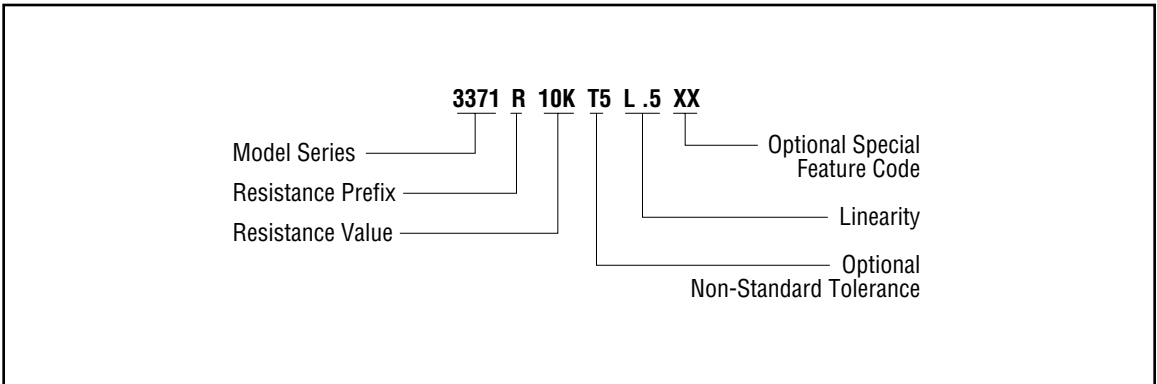 3371 R 10K T5 L .5 XX
Model Series
Resistance Prefix
Resistance Value
Optional Special
Feature Code
Linearity
Optional
Non-Standard Tolerance